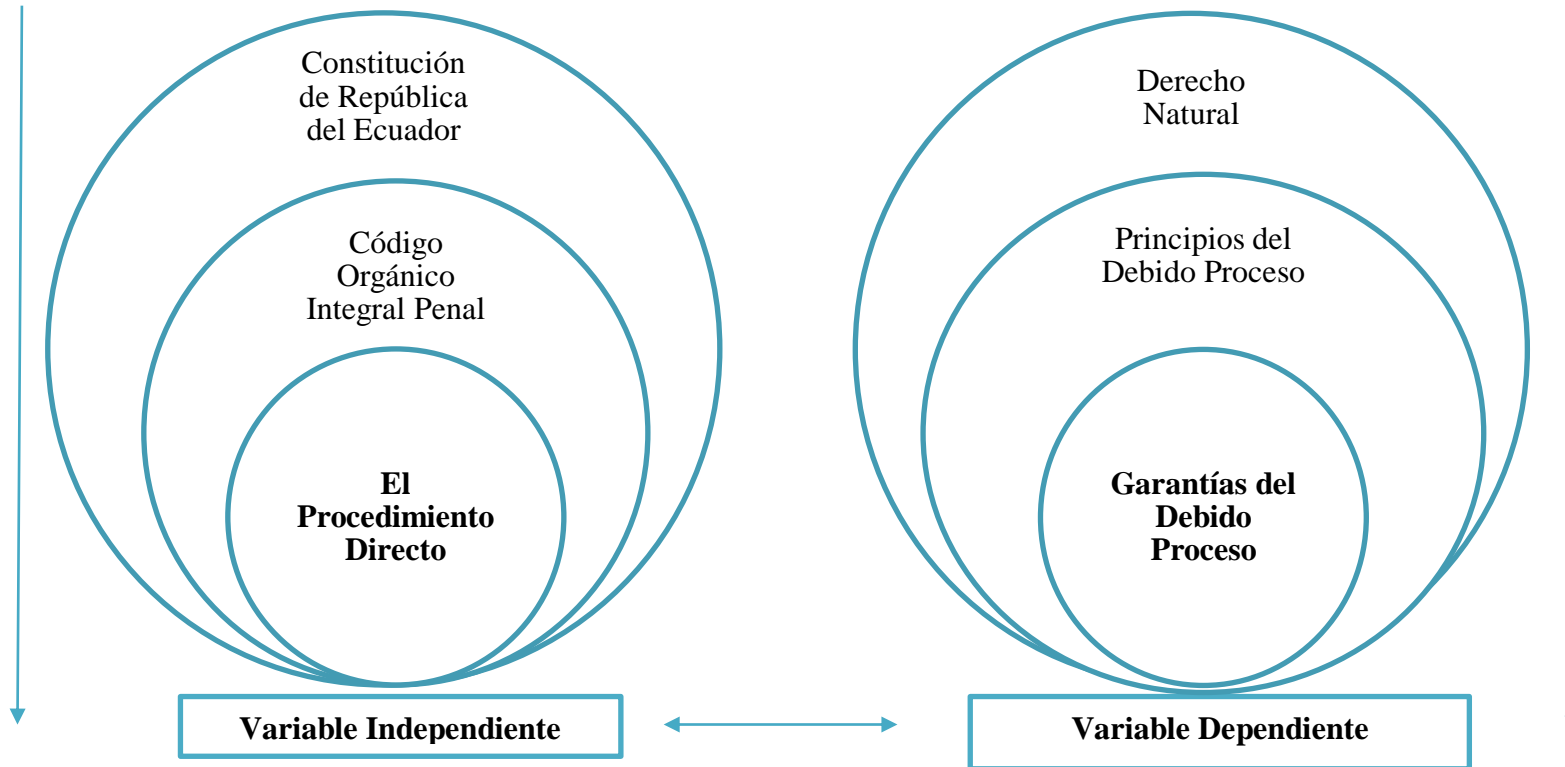 Constitución
de República
del Ecuador
Código
Orgánico
Integral Penal
El
Procedimiento
Directo
Variable Independiente
Derecho
Natural
Principios del
Debido Proceso
Garantías del
Debido
Proceso
Variable Dependiente